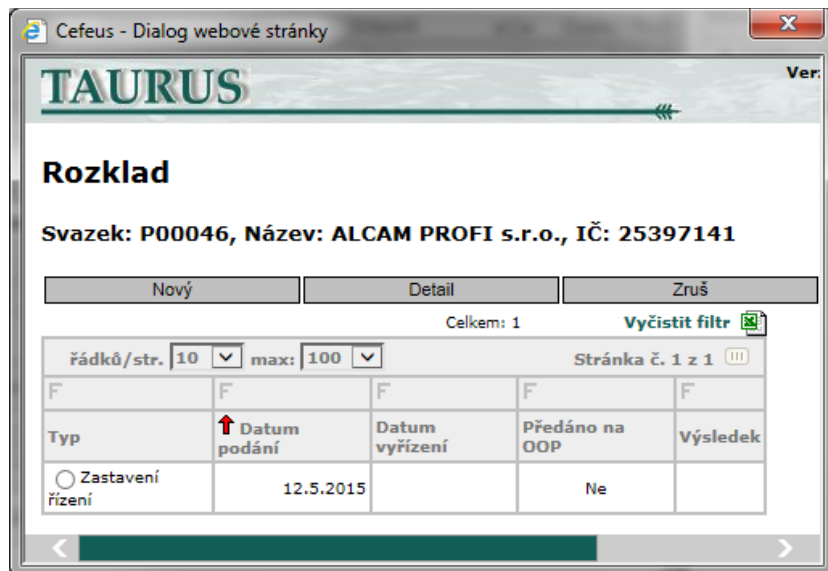 Cefeus - Dialog webové stránky
TAURUS
Ver:
Rozklad
Svazek: P00046, Název: ALCAM PROFI s.r.o., IČ: 25397141
Nový Detail Zruš
Celkem: 1 Vyčistit filtr
řádků/str. 10 max: 100 Stránka č. 1 z 1
F F F F F
Typ Datum podání Datum vyřízení Předáno na OOP Výsledek
Zastavení řízení 12.5.2015 Ne